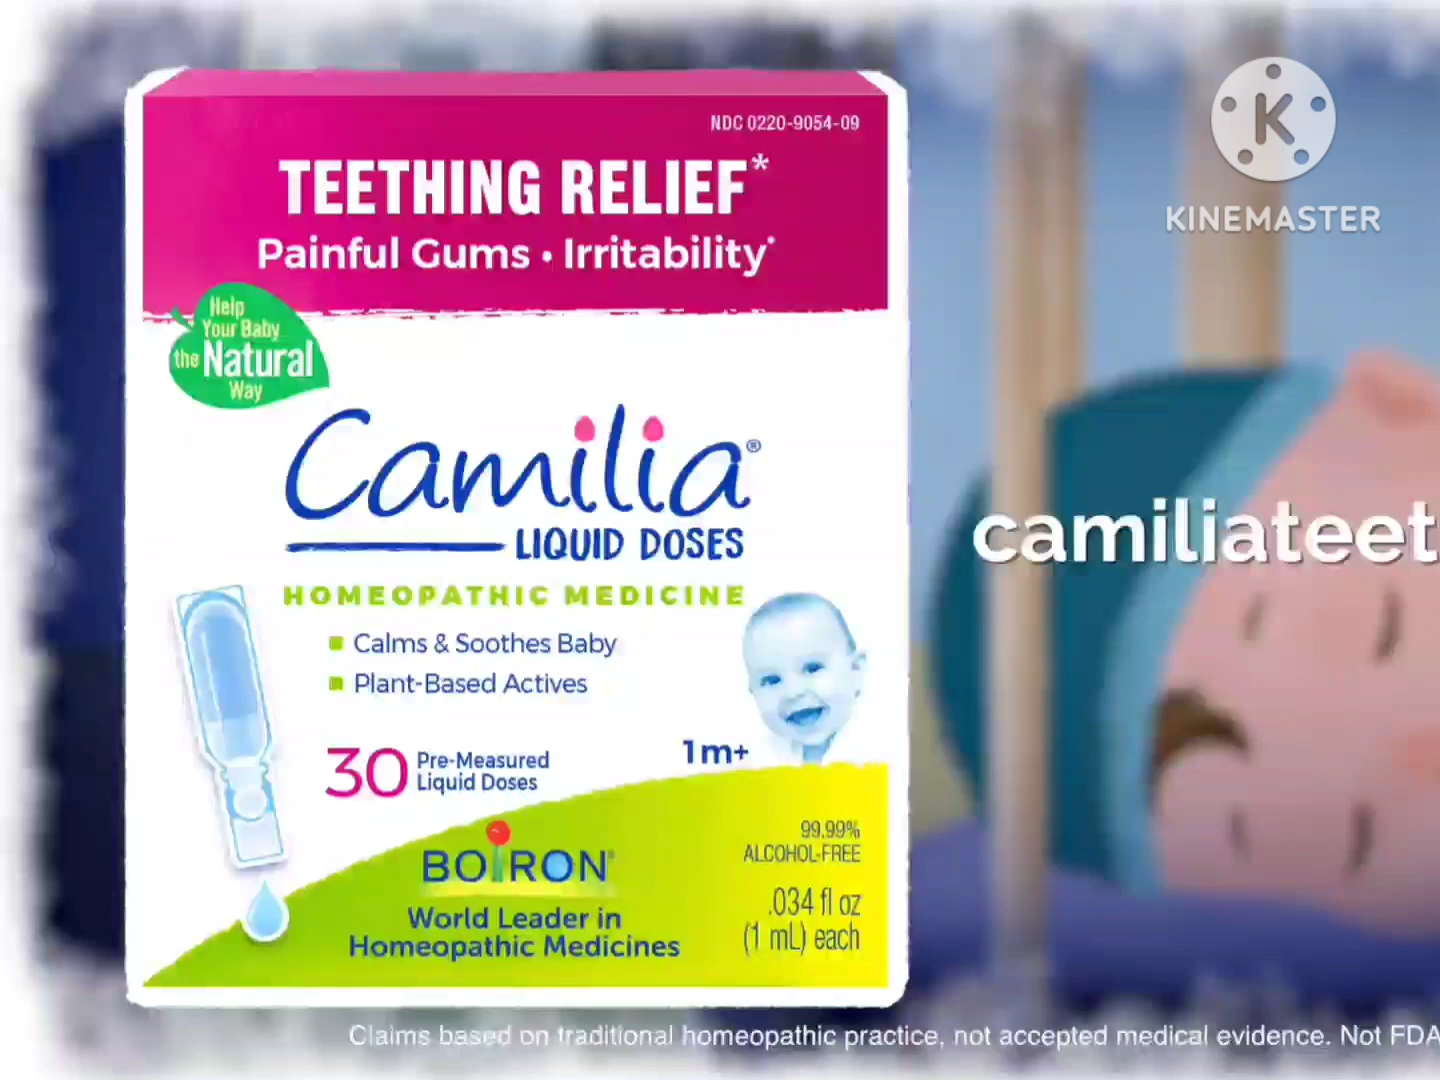 NDC 0220-9054-09
TEETHING RELIEF*
Painful Gums • Irritability*
Help
Your Baby
the Natural
Way
Camilia®
LIQUID DOSES
HOMEOPATHIC MEDICINE
Calms & Soothes Baby
Plant-Based Actives
30 Pre-Measured
Liquid Doses
1m+
BOIRON®
World Leader in
Homeopathic Medicines
99.99%
ALCOHOL-FREE
.034 fl oz
(1 mL) each
K
KINEMASTER
camiliateet
Claims based on traditional homeopathic practice, not accepted medical evidence. Not FDA